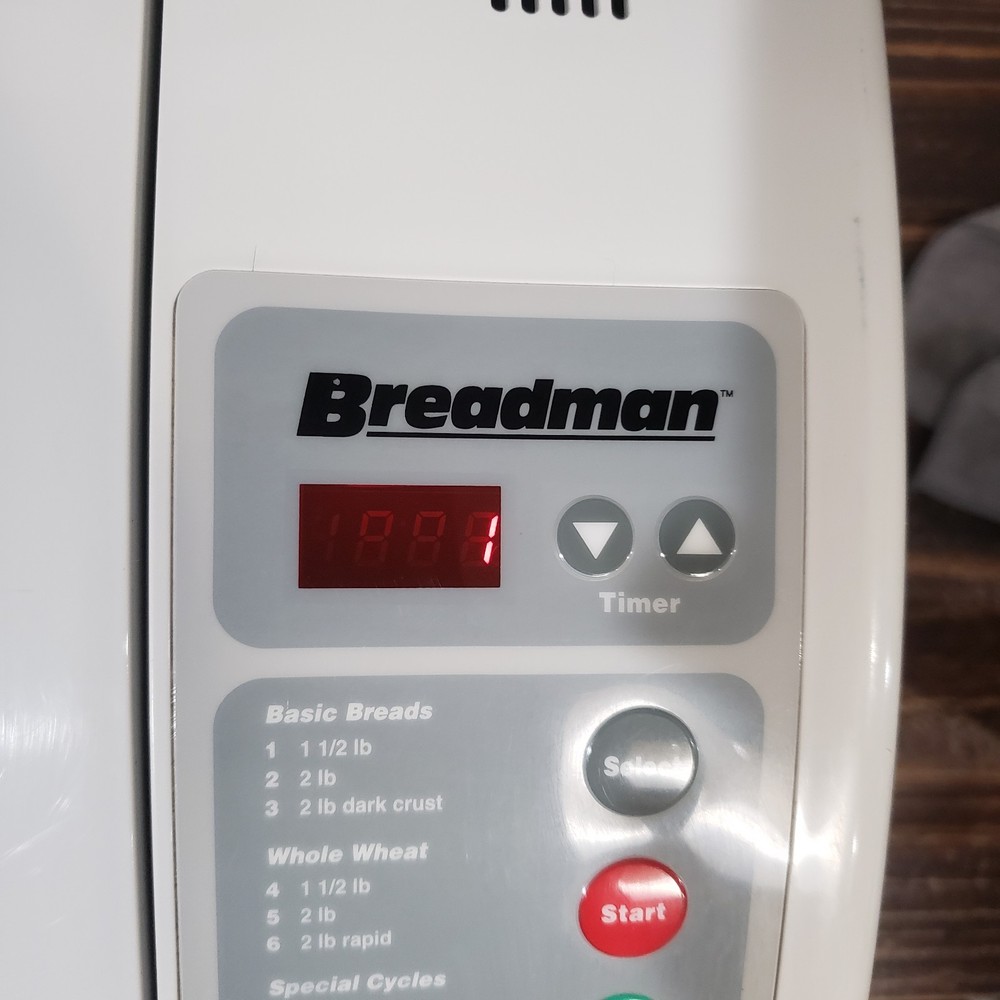 Breadman™
1
Timer
Basic Breads
1 1 1/2 lb
2 2 lb
3 2 lb dark crust
Select
Whole Wheat
4 1 1/2 lb
5 2 lb
6 2 lb rapid
Start
Special Cycles